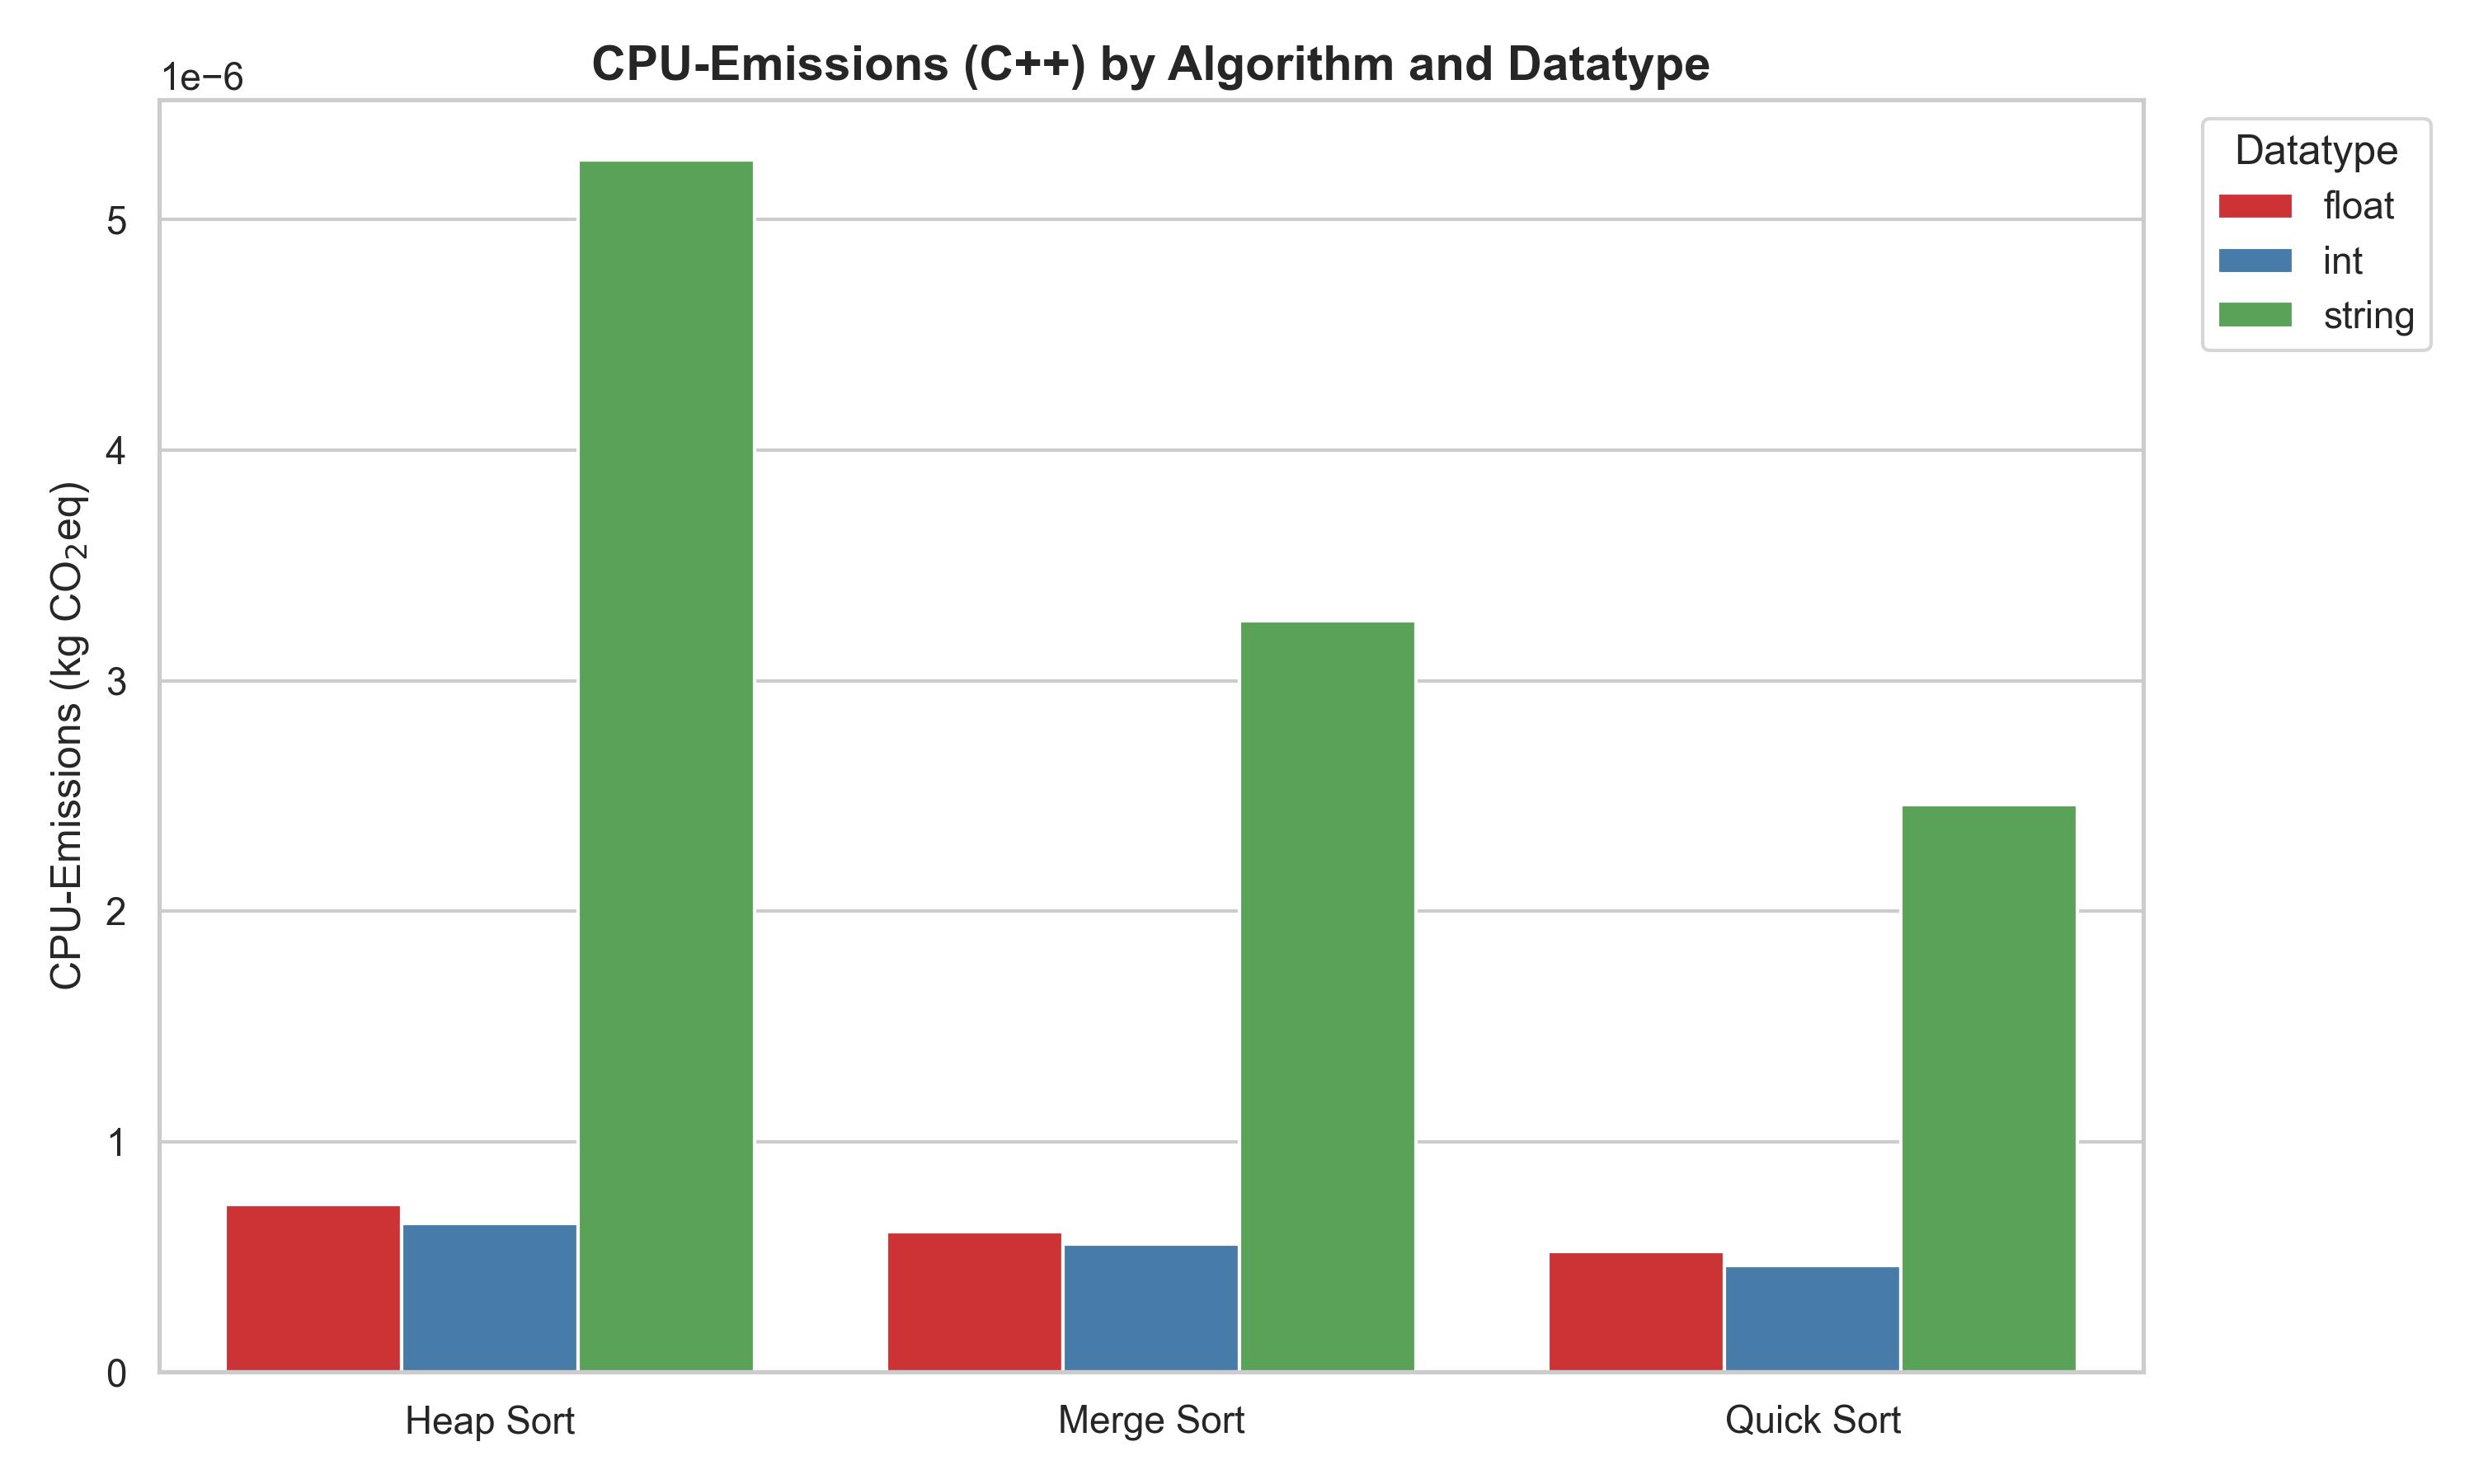 CPU-Emissions (C++) by Algorithm and Datatype
1e−6
5
4
3
2
1
0
CPU-Emissions (kg CO₂eq)
Heap Sort
Merge Sort
Quick Sort
Datatype
float
int
string